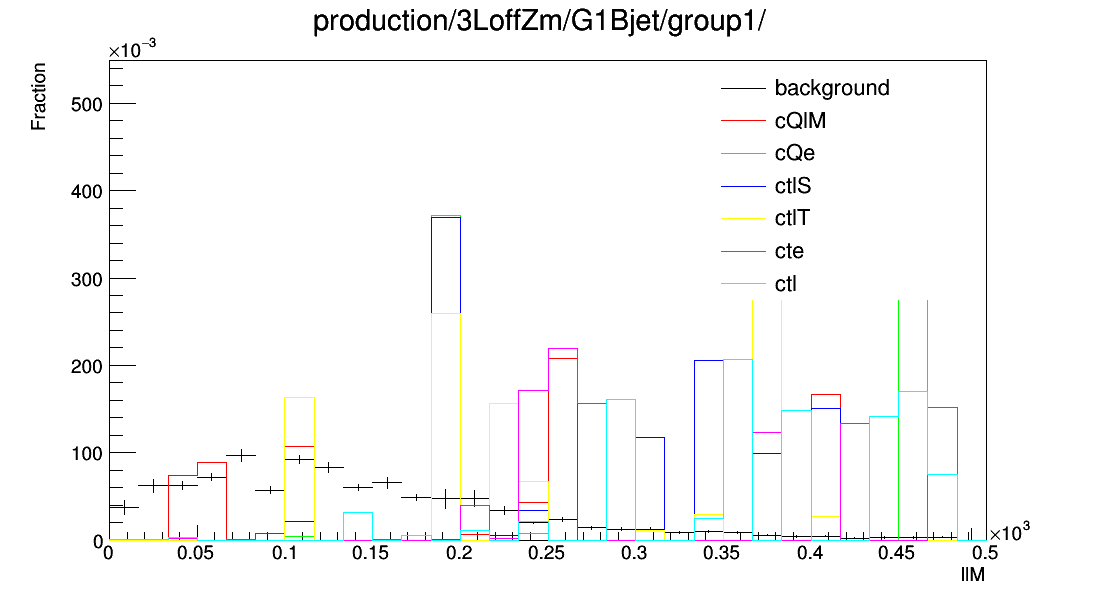 production/3LoffZm/G1Bjet/group1/
×10⁻³
Fraction
500
400
300
200
100
0
background
cQlM
cQe
ctlS
ctlT
cte
ctl
0 0.05 0.1 0.15 0.2 0.25 0.3 0.35 0.4 0.45 0.5
×10³
llM